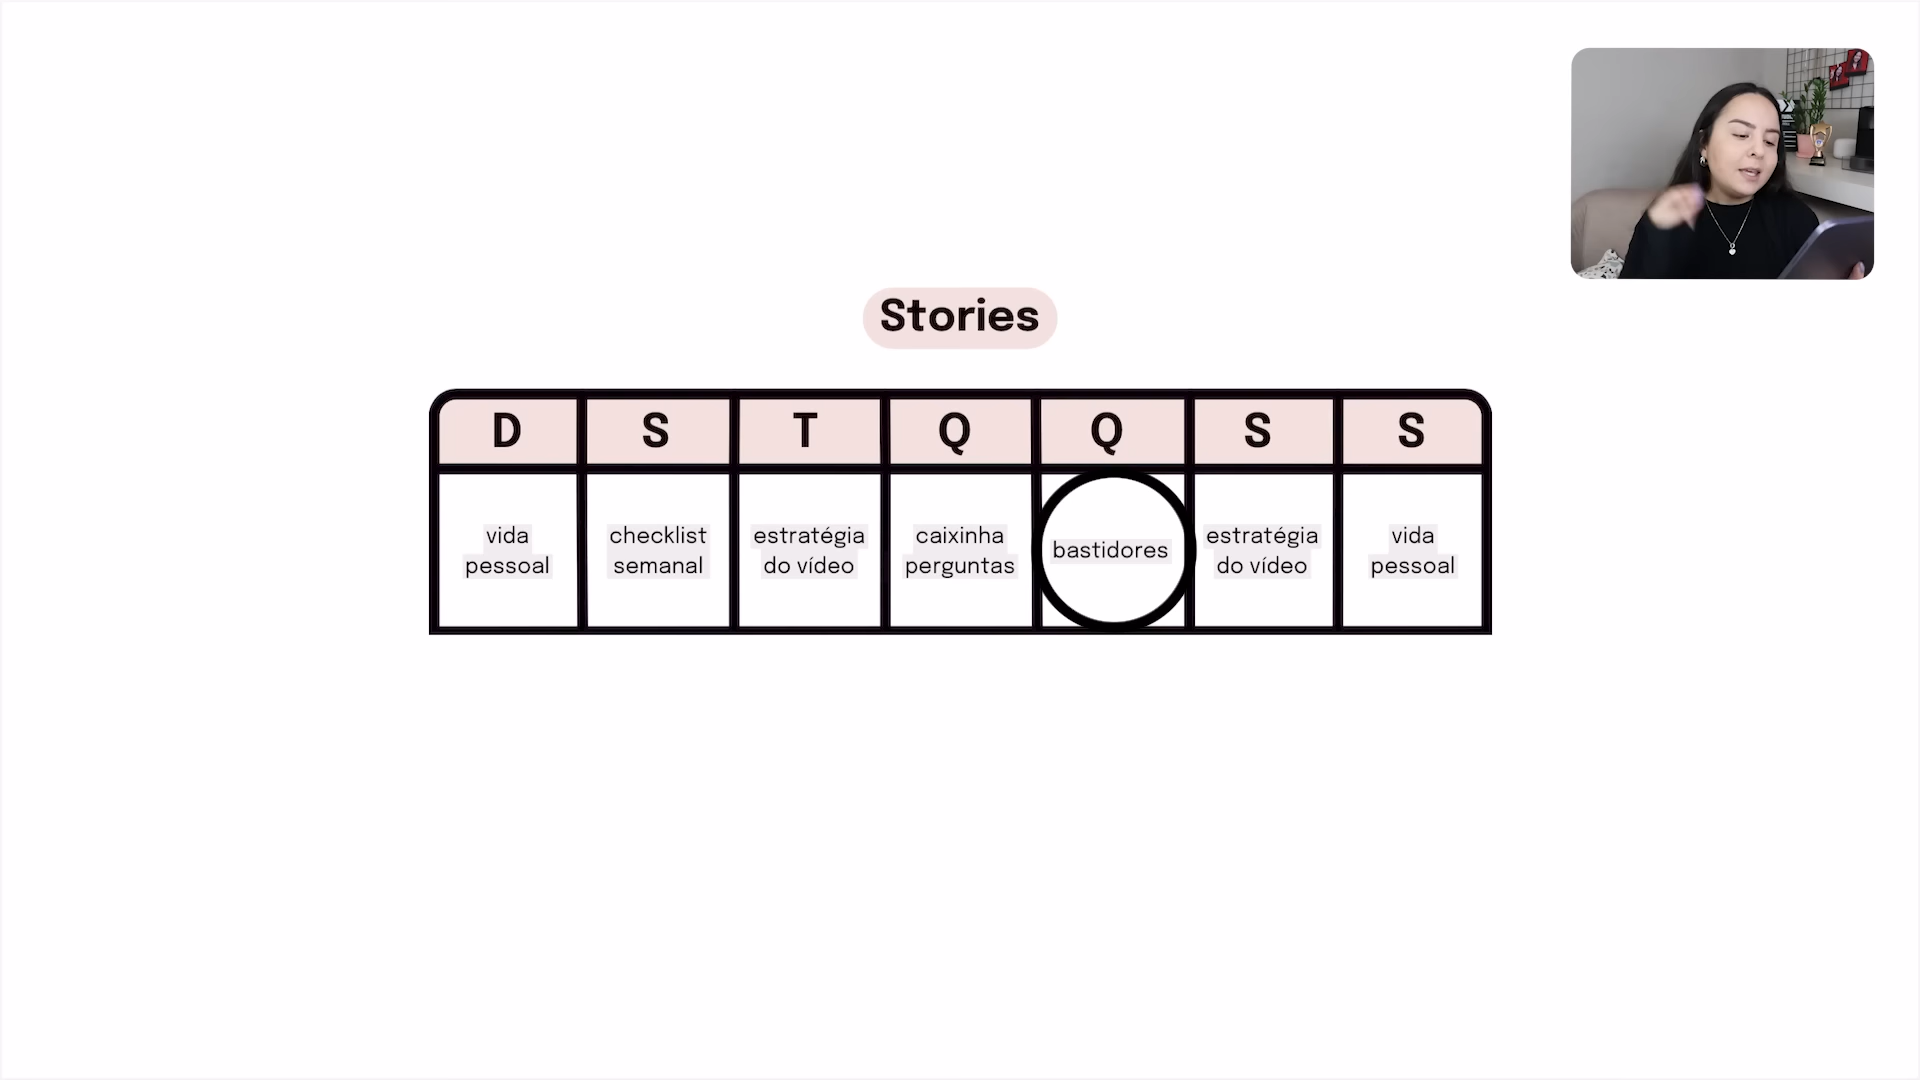 Stories
D S T Q Q S S
vida checklist estratégia caixinha estratégia vida
bastidores
pessoal semanal do vídeo perguntas do vídeo pessoal